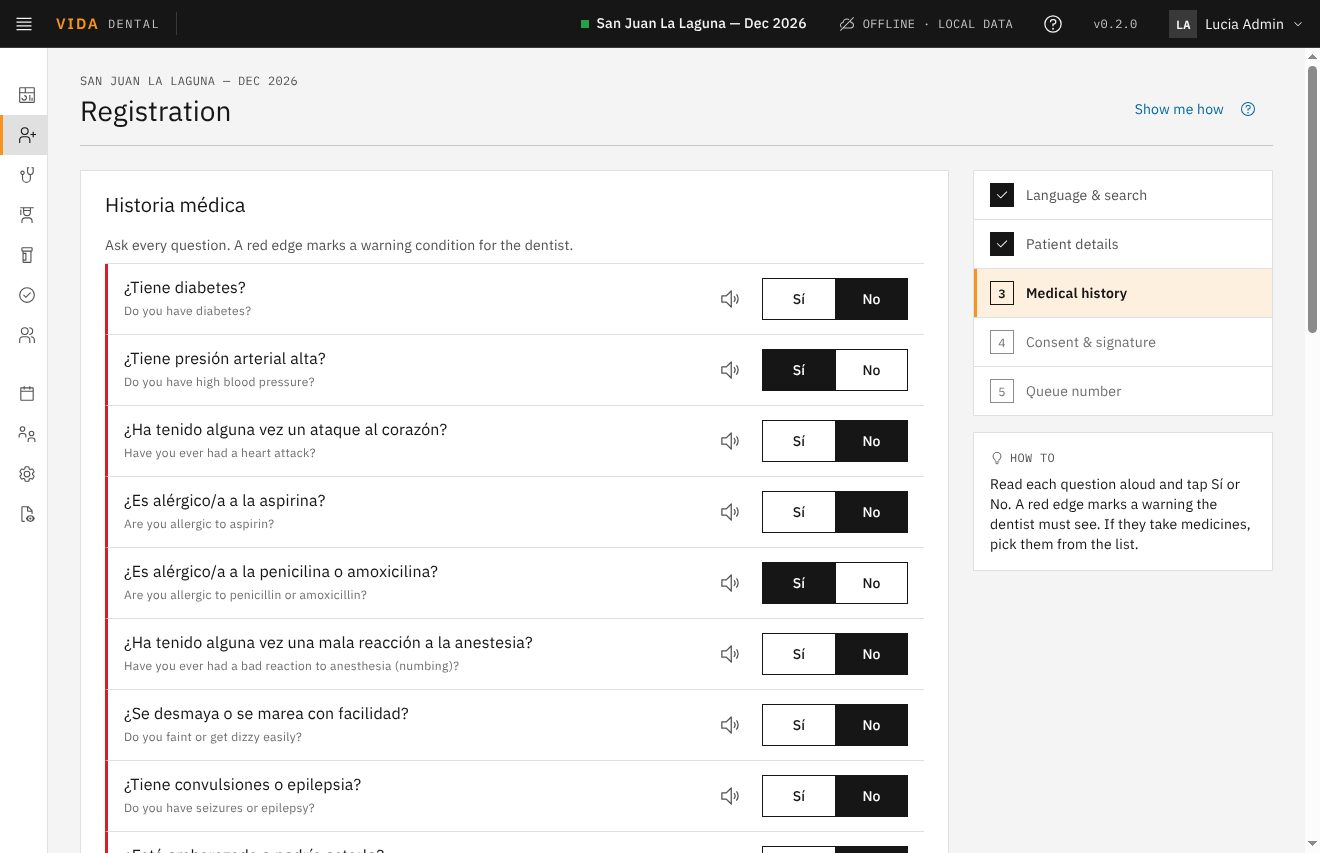 VIDA DENTAL
San Juan La Laguna — Dec 2026
OFFLINE · LOCAL DATA
v0.2.0
LA
Lucia Admin
SAN JUAN LA LAGUNA — DEC 2026
Registration
Show me how
Historia médica
Ask every question. A red edge marks a warning condition for the dentist.
¿Tiene diabetes?
Do you have diabetes?
Sí No
¿Tiene presión arterial alta?
Do you have high blood pressure?
Sí No
¿Ha tenido alguna vez un ataque al corazón?
Have you ever had a heart attack?
Sí No
¿Es alérgico/a a la aspirina?
Are you allergic to aspirin?
Sí No
¿Es alérgico/a a la penicilina o amoxicilina?
Are you allergic to penicillin or amoxicillin?
Sí No
¿Ha tenido alguna vez una mala reacción a la anestesia?
Have you ever had a bad reaction to anesthesia (numbing)?
Sí No
¿Se desmaya o se marea con facilidad?
Do you faint or get dizzy easily?
Sí No
¿Tiene convulsiones o epilepsia?
Do you have seizures or epilepsy?
Sí No
Language & search
Patient details
3 Medical history
4 Consent & signature
5 Queue number
HOW TO
Read each question aloud and tap Sí or
No. A red edge marks a warning the
dentist must see. If they take medicines,
pick them from the list.